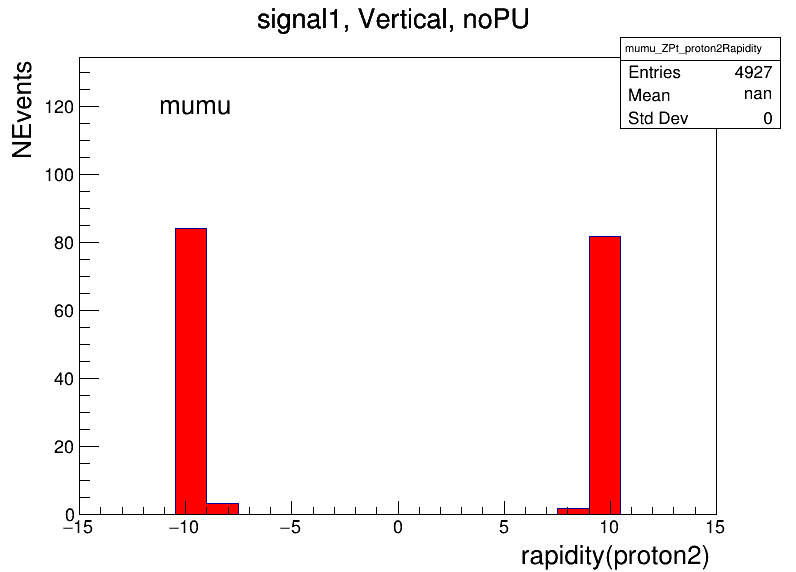 signal1, Vertical, noPU
mumu_ZPt_proton2Rapidity
Entries 4927
Mean nan
Std Dev 0
NEvents
mumu
120
100
80
60
40
20
0
−15 −10 −5 0 5 10 15
rapidity(proton2)